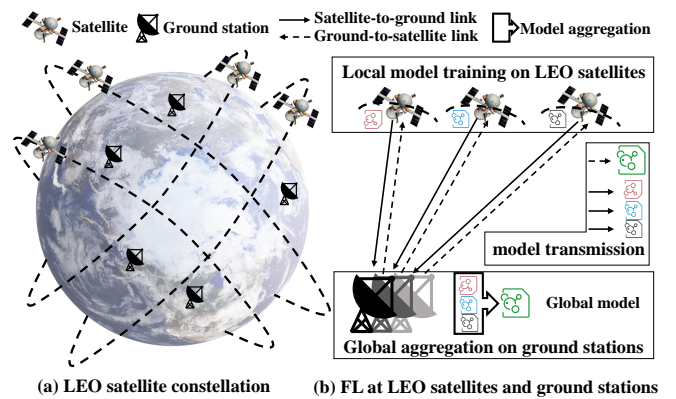 Satellite
Ground station
Satellite-to-ground link
Ground-to-satellite link
Model aggregation
Local model training on LEO satellites
model transmission
Global model
Global aggregation on ground stations
(a) LEO satellite constellation
(b) FL at LEO satellites and ground stations